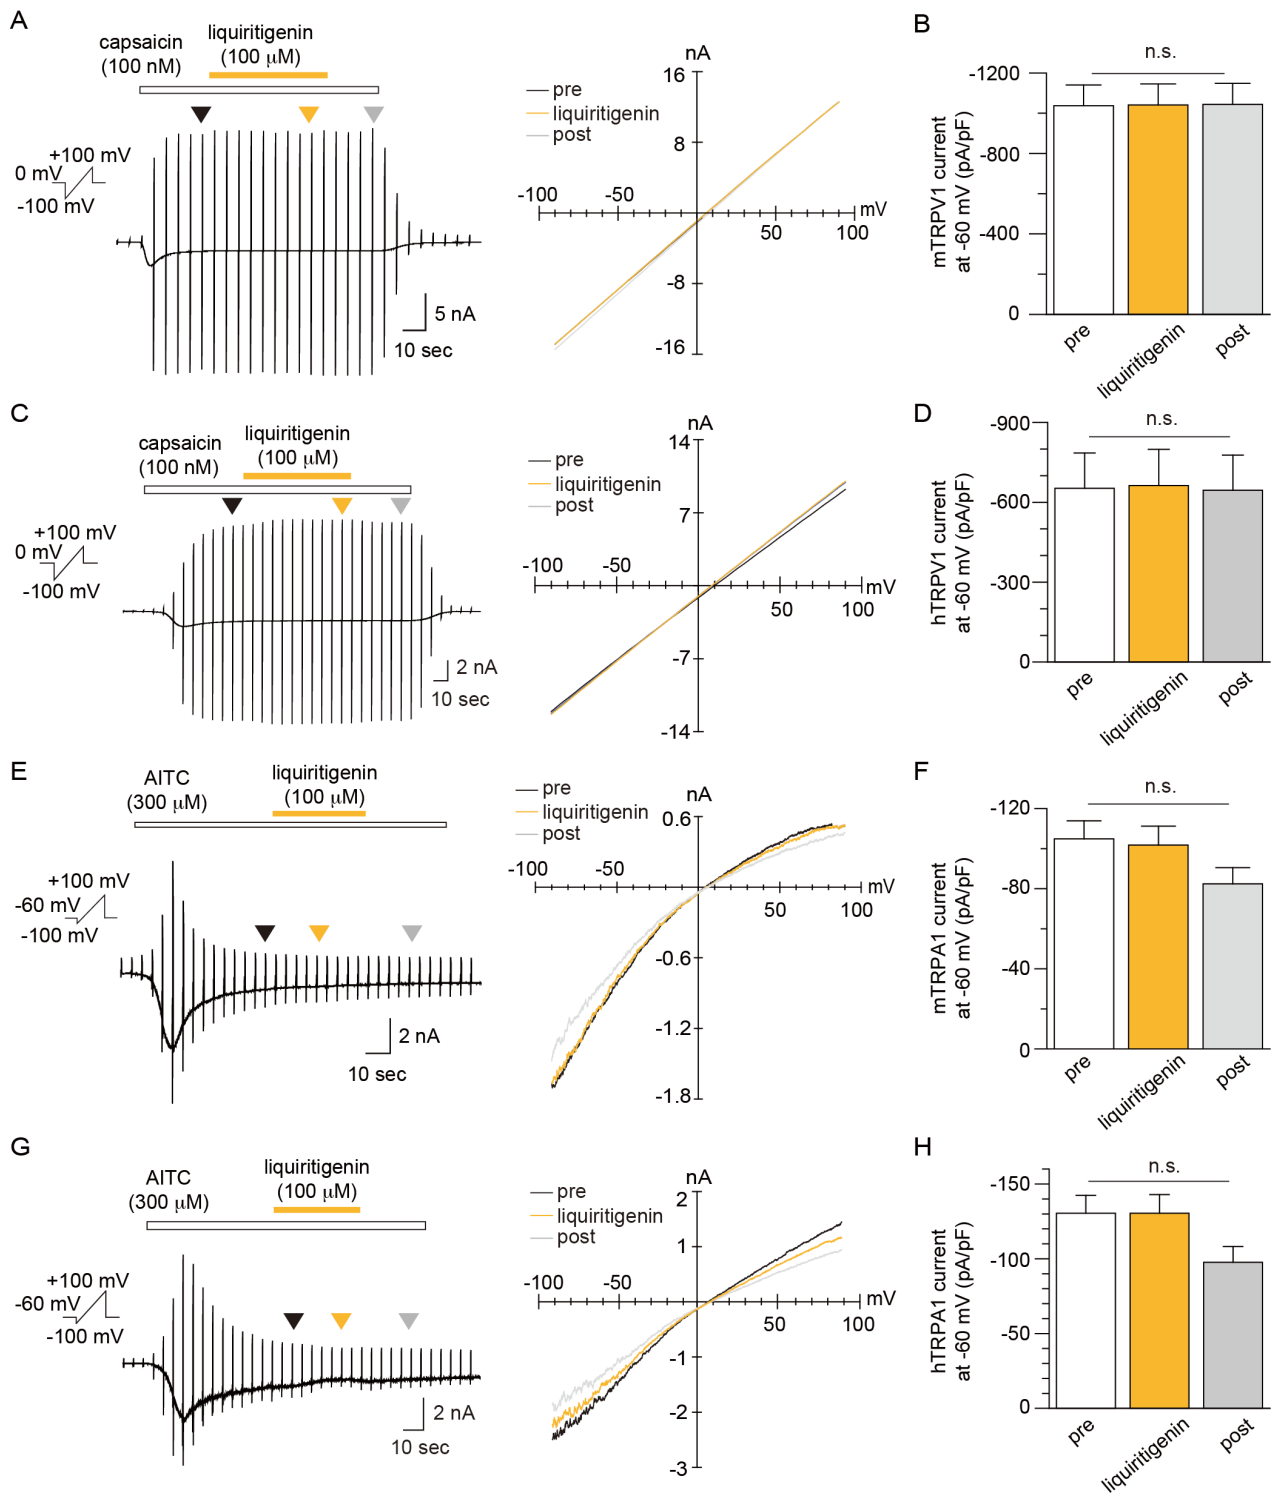 A
capsaicin
(100 nM)
liquiritigenin
(100 μM)
+100 mV
0 mV
-100 mV
5 nA
10 sec
nA
16
8
-8
-16
-100
-50
50
100
mV
pre
liquiritigenin
post
B
n.s.
mTRPV1 current
at -60 mV (pA/pF)
-1200
-800
-400
0
pre
liquiritigenin
post
C
capsaicin
(100 nM)
liquiritigenin
(100 μM)
+100 mV
0 mV
-100 mV
2 nA
10 sec
nA
14
7
-7
-14
-100
-50
50
100
mV
pre
liquiritigenin
post
D
n.s.
hTRPV1 current
at -60 mV (pA/pF)
-900
-600
-300
0
pre
liquiritigenin
post
E
AITC
(300 μM)
liquiritigenin
(100 μM)
+100 mV
-60 mV
-100 mV
2 nA
10 sec
nA
0.6
-0.6
-1.2
-1.8
-100
-50
50
100
mV
pre
liquiritigenin
post
F
n.s.
mTRPA1 current
at -60 mV (pA/pF)
-120
-80
-40
0
pre
liquiritigenin
post
G
AITC
(300 μM)
liquiritigenin
(100 μM)
+100 mV
-60 mV
-100 mV
2 nA
10 sec
nA
2
1
-1
-2
-3
-100
-50
50
100
mV
pre
liquiritigenin
post
H
n.s.
hTRPA1 current
at -60 mV (pA/pF)
-150
-100
-50
0
pre
liquiritigenin
post